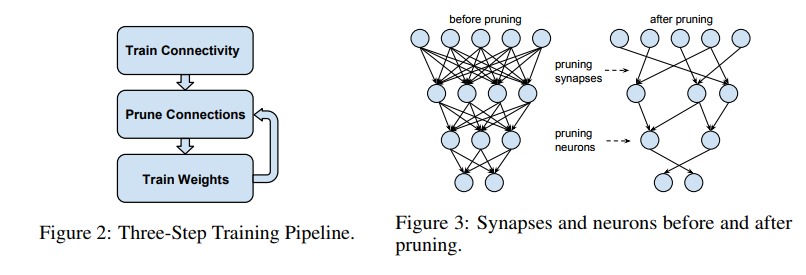 Train Connectivity
Prune Connections
Train Weights
Figure 2: Three-Step Training Pipeline.
before pruning
after pruning
pruning
synapses
pruning
neurons
Figure 3: Synapses and neurons before and after
pruning.